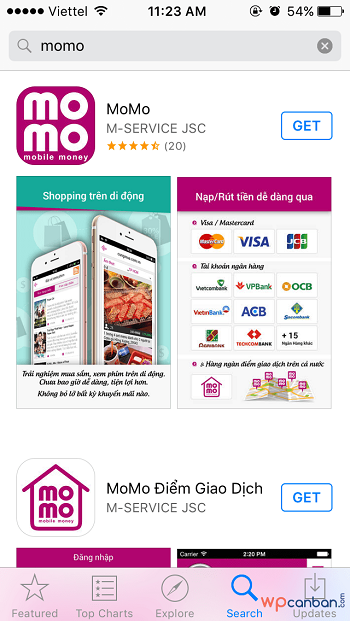 Viettel 11:23 AM 54%
momo
mo
mo
mobile money
MoMo
M-SERVICE JSC
(20)
GET
Shopping trên di động
Trải nghiệm mua sắm, xem phim trên di động.
Chưa bao giờ dễ dàng, tiện lợi hơn.
Không bỏ lỡ bất kỳ khuyến mãi nào.
Nạp/Rút tiền dễ dàng qua
Visa / Mastercard
MasterCard VISA JCB
Tài khoản ngân hàng
Vietcombank VPBank OCB
VietinBank ACB Sacombank
AGRIBANK TECHCOMBANK + 15
Ngân Hàng khác
Hàng ngàn điểm giao dịch trên cả nước
mo
mo
mo
mo
mobile money
MoMo Điểm Giao Dịch
M-SERVICE JSC
GET
Đăng nhập
Carrier 2:20 PM
Featured Top Charts Explore Search Updates
wpcanban.com